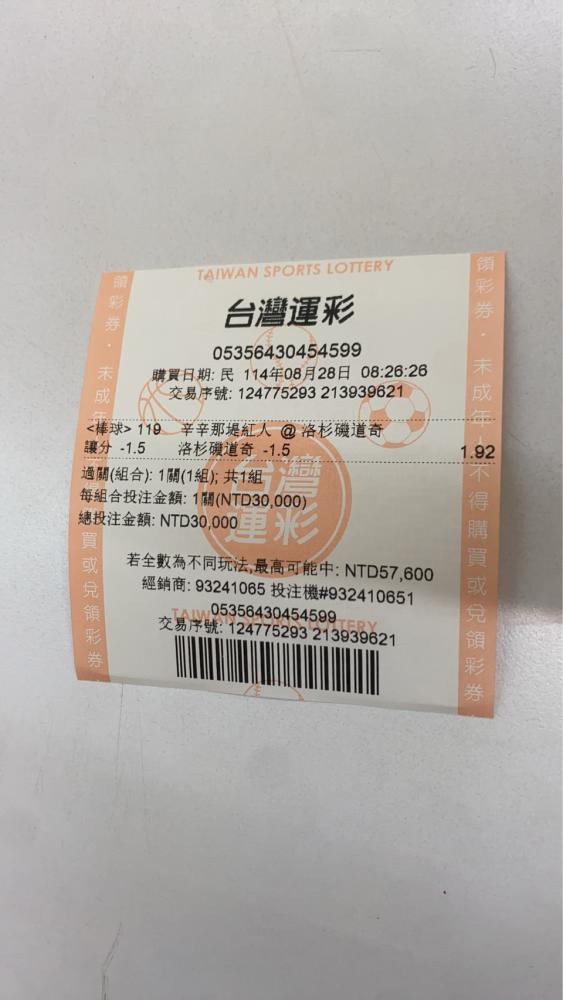 TAIWAN SPORTS LOTTERY
台灣運彩
05356430454599
購買日期: 民 114年08月28日 08:26:26
交易序號: 124775293 213939621
<棒球> 119 辛辛那堤紅人 @ 洛杉磯道奇
讓分 -1.5 洛杉磯道奇 -1.5 1.92
過關(組合): 1關(1組); 共1組
每組合投注金額: 1關(NTD30,000)
總投注金額: NTD30,000
台灣運彩
若全數為不同玩法,最高可能中: NTD57,600
經銷商: 93241065 投注機#932410651
05356430454599
TAIWAN SPORTS LOTTERY
交易序號: 124775293 213939621
領彩券・未成年
買或兌領彩券
領彩券・未成年人不得購買或兌領彩券